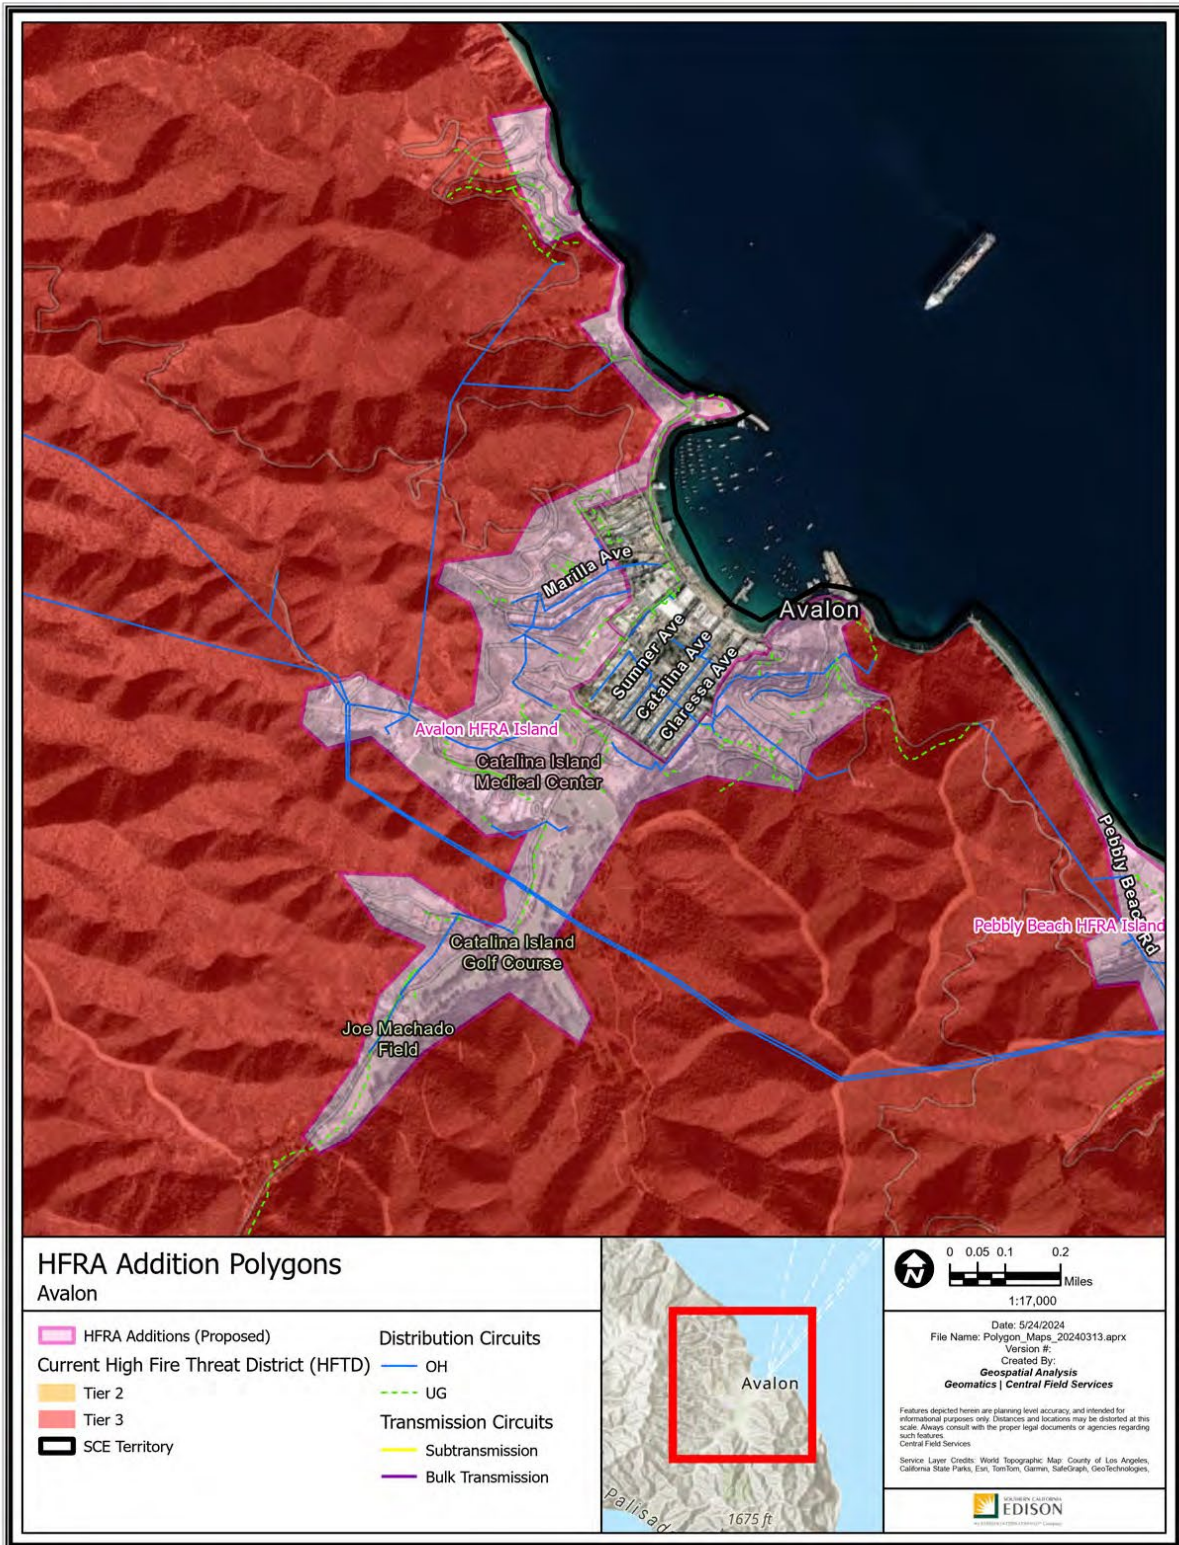 Marilla Ave
Avalon
Sumner Ave
Catalina Ave
Claressa Ave
Avalon HFRA Island
Catalina Island
Medical Center
Pebbly Beach Rd
Pebbly Beach HFRA Island
Catalina Island
Golf Course
Joe Machado
Field
HFRA Addition Polygons
Avalon
HFRA Additions (Proposed)
Current High Fire Threat District (HFTD)
Tier 2
Tier 3
SCE Territory
Distribution Circuits
OH
UG
Transmission Circuits
Subtransmission
Bulk Transmission
Avalon
Palisad
1675 ft
N
0 0.05 0.1 0.2
Miles
1:17,000
Date: 5/24/2024
File Name: Polygon_Maps_20240313.aprx
Version #:
Created By:
Geospatial Analysis
Geomatics | Central Field Services
Features depicted herein are planning level accuracy, and intended for
informational purposes only. Distances and locations may be distorted at this
scale. Always consult with the proper legal documents or agencies regarding
such features.
Central Field Services
Service Layer Credits: World Topographic Map: County of Los Angeles,
California State Parks, Esri, TomTom, Garmin, SafeGraph, GeoTechnologies,
SOUTHERN CALIFORNIA
EDISON